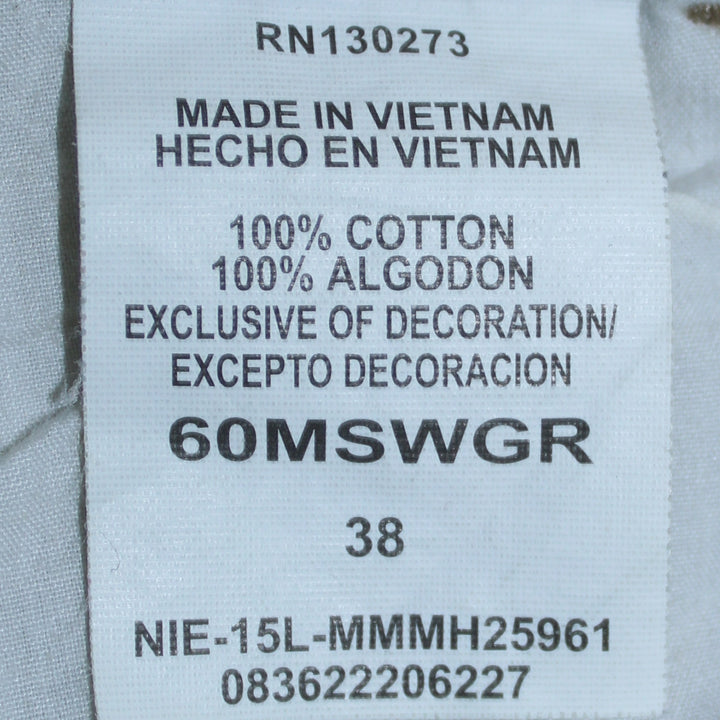 RN130273
MADE IN VIETNAM
HECHO EN VIETNAM
100% COTTON
100% ALGODON
EXCLUSIVE OF DECORATION/
EXCEPTO DECORACION
60MSWGR
38
NIE-15L-MMMH25961
083622206227